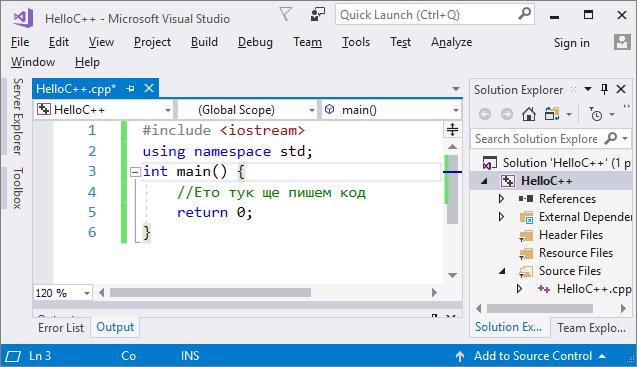 HelloC++ - Microsoft Visual Studio
Quick Launch (Ctrl+Q)
File Edit View Project Build Debug Team Tools Test Analyze Sign in
Window Help
Server Explorer
Toolbox
HelloC++.cpp*
HelloC++ (Global Scope) main()
1 #include <iostream>
2 using namespace std;
3 int main() {
4 //Ето тук ще пишем код
5 return 0;
6 }
120 %
Error List Output
Solution Explorer
Search Solution Explore
Solution 'HelloC++' (1 p
HelloC++
References
External Depender
Header Files
Resource Files
Source Files
HelloC++.cpp
Solution Ex... Team Explo...
Ln 3 Co INS Add to Source Control